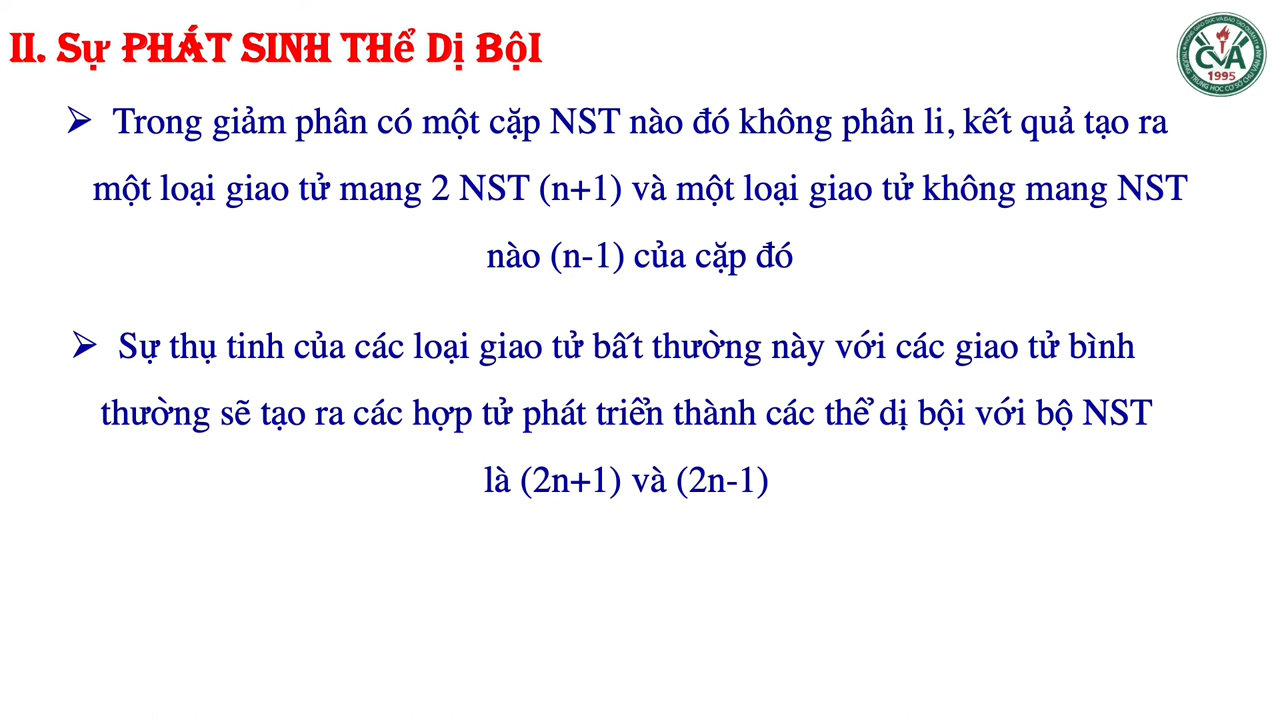 II. Sự PHÁT SINH THỂ Dị BộI
➢ Trong giảm phân có một cặp NST nào đó không phân li, kết quả tạo ra
một loại giao tử mang 2 NST (n+1) và một loại giao tử không mang NST
nào (n-1) của cặp đó
➢ Sự thụ tinh của các loại giao tử bất thường này với các giao tử bình
thường sẽ tạo ra các hợp tử phát triển thành các thể dị bội với bộ NST
là (2n+1) và (2n-1)
CVA
1995